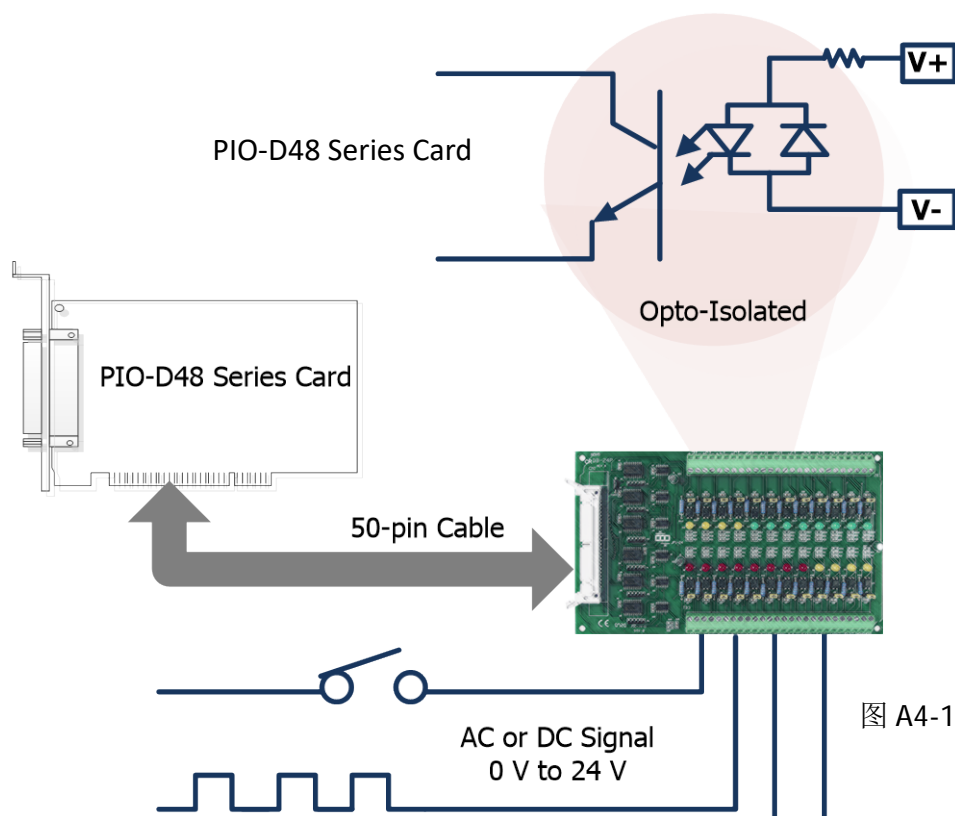 V+
PIO-D48 Series Card
V-
Opto-Isolated
PIO-D48 Series Card
50-pin Cable
图 A4-1
AC or DC Signal
0 V to 24 V